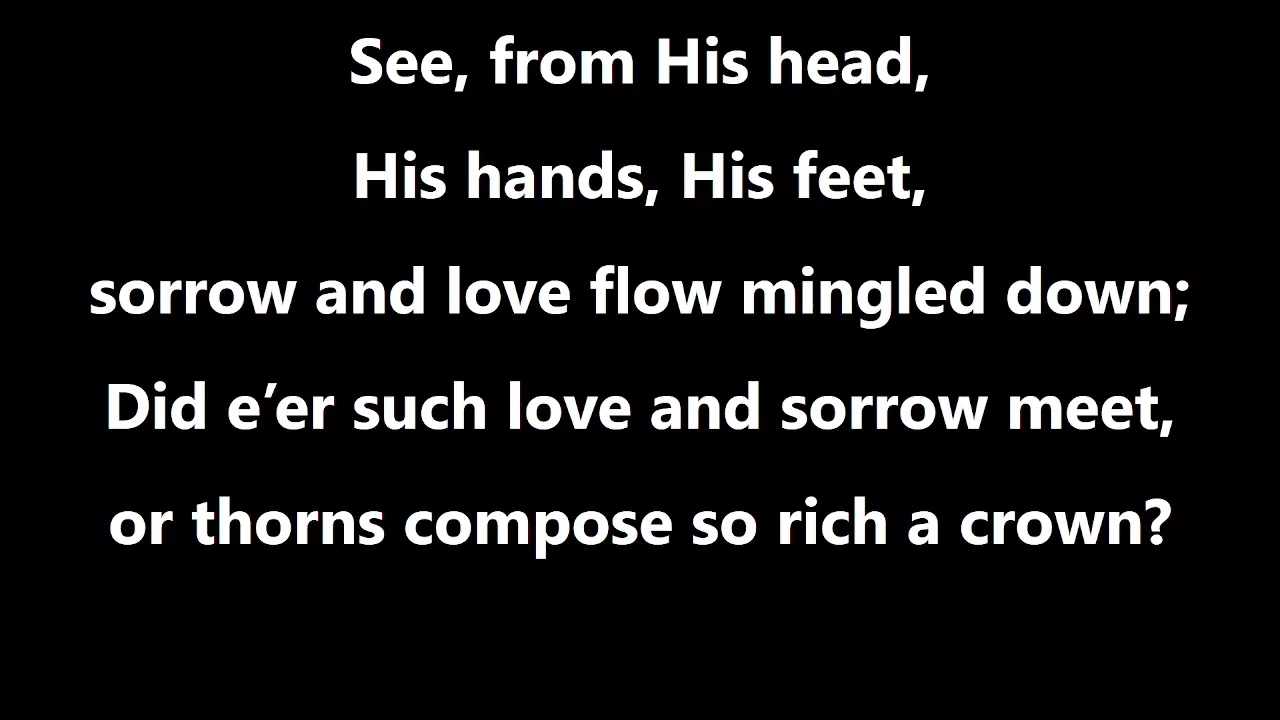 See, from His head,
His hands, His feet,
sorrow and love flow mingled down;
Did e’er such love and sorrow meet,
or thorns compose so rich a crown?